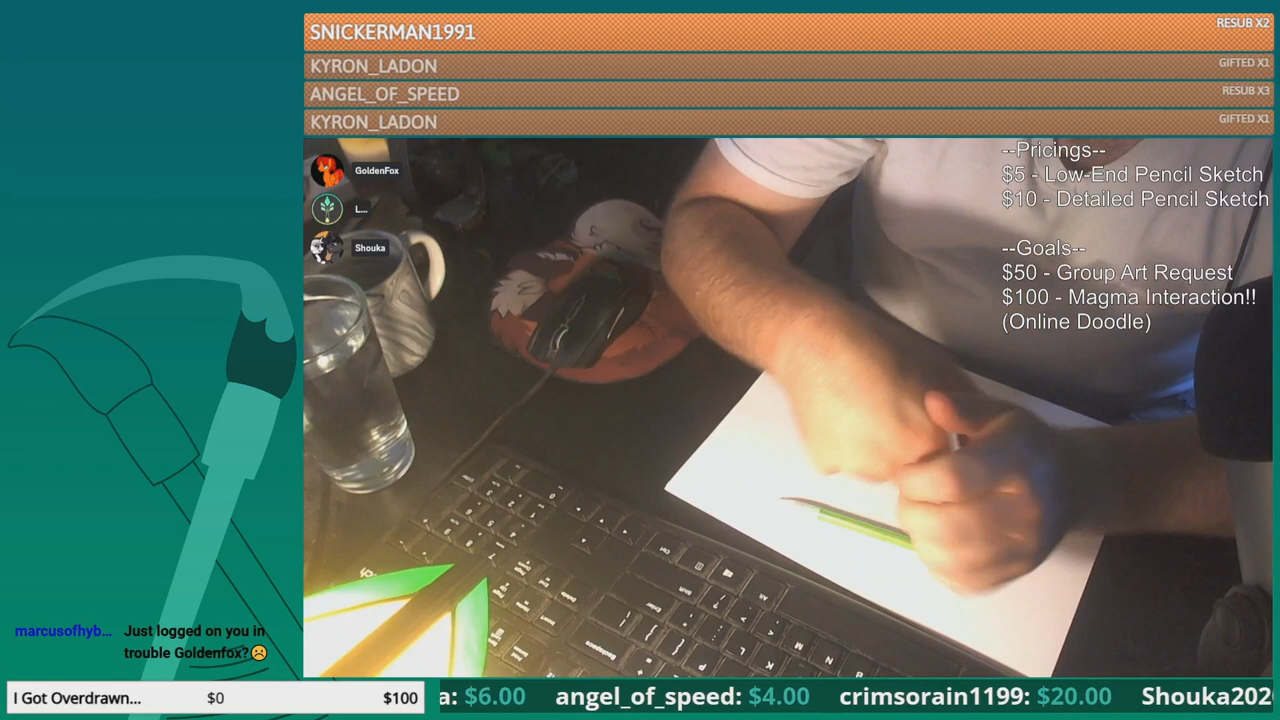 SNICKERMAN1991 RESUB X2
KYRON_LADON GIFTED X1
ANGEL_OF_SPEED RESUB X3
KYRON_LADON GIFTED X1
GoldenFox
L...
Shouka
--Pricings--
$5 - Low-End Pencil Sketch
$10 - Detailed Pencil Sketch
--Goals--
$50 - Group Art Request
$100 - Magma Interaction!!
(Online Doodle)
marcusofhyb... Just logged on you in
trouble Goldenfox?☹️
I Got Overdrawn... $0 $100
a: $6.00 angel_of_speed: $4.00 crimsorain1199: $20.00 Shouka202